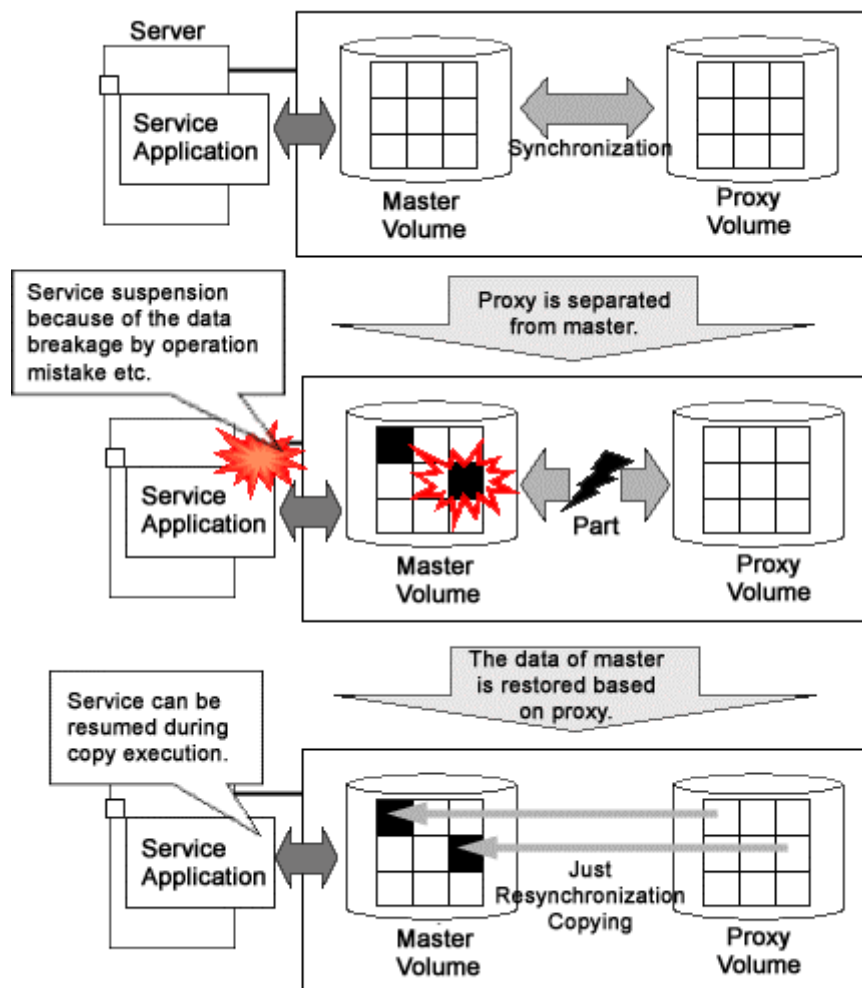 Server
Service
Application
Synchronization
Master
Volume
Proxy
Volume
Proxy is separated
from master.
Service suspension
because of the data
breakage by operation
mistake etc.
Service
Application
Part
Master
Volume
Proxy
Volume
The data of master
is restored based
on proxy.
Service can be
resumed during
copy execution.
Service
Application
Just
Resynchronization
Copying
Master
Volume
Proxy
Volume